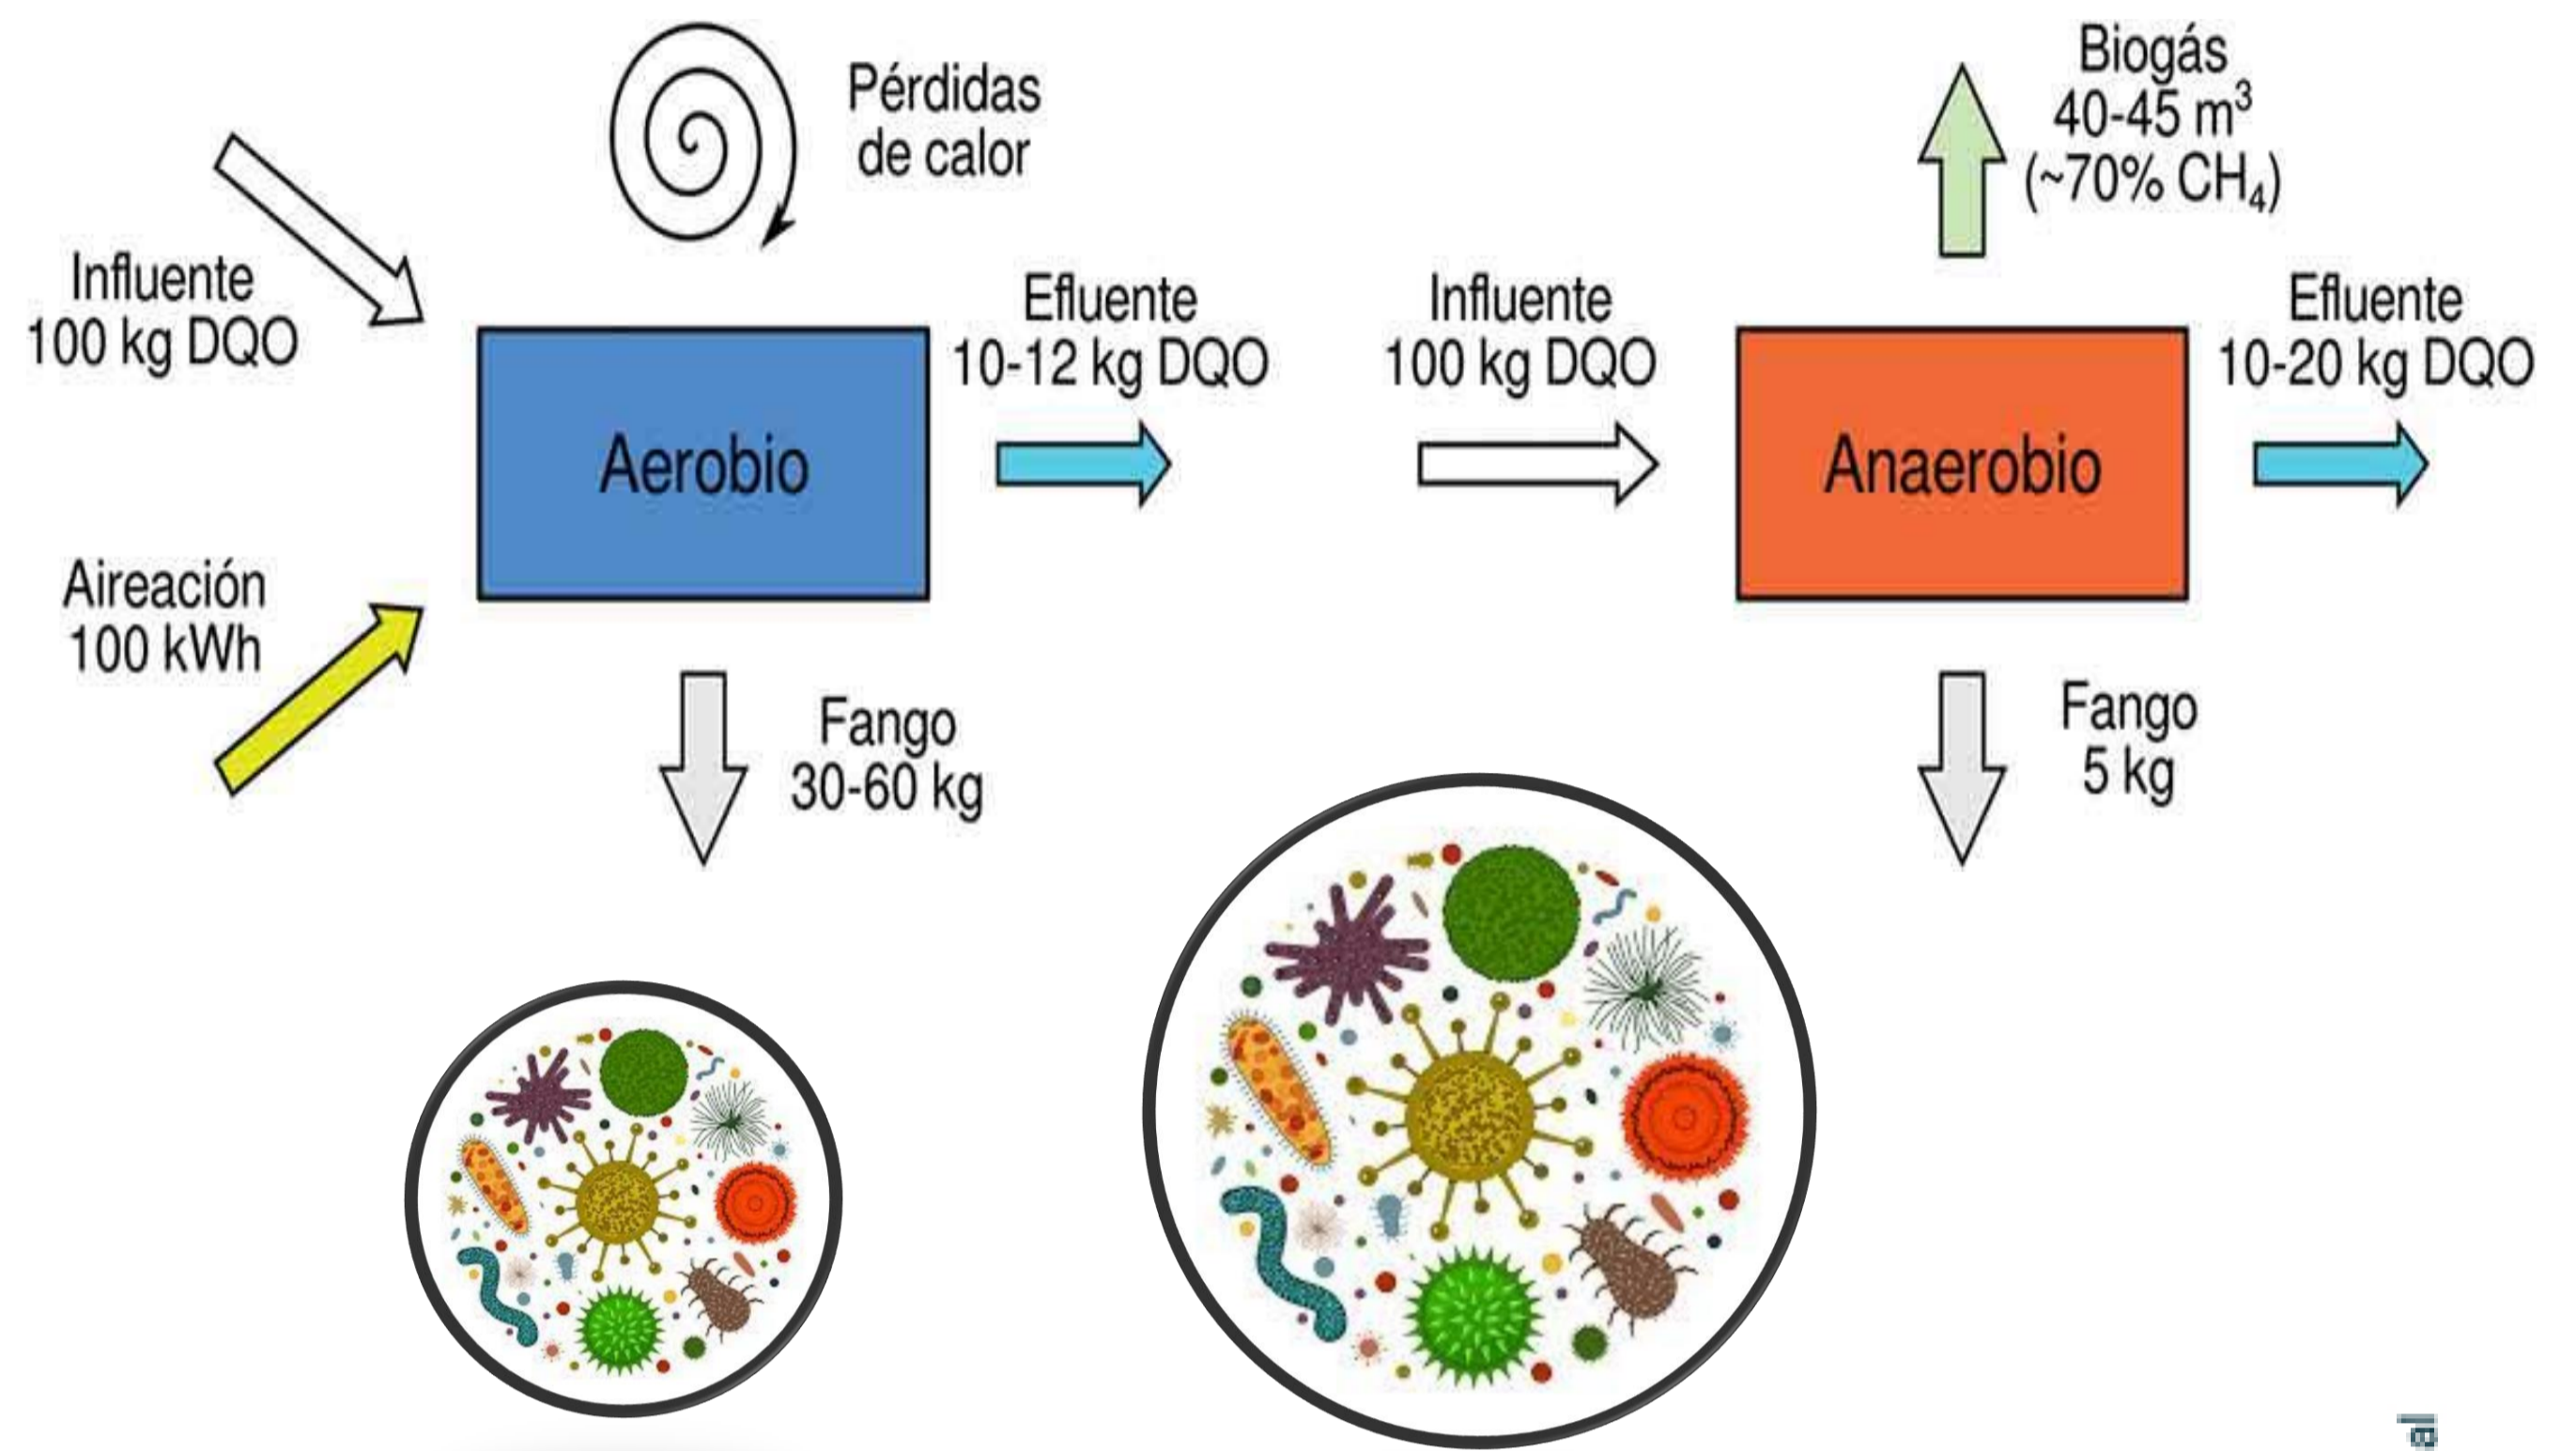 Pérdidas
de calor
Influente
100 kg DQO
Aireación
100 kWh
Aerobio
Efluente
10-12 kg DQO
Fango
30-60 kg
Influente
100 kg DQO
Biogás
40-45 m³
(~70% CH₄)
Anaerobio
Efluente
10-20 kg DQO
Fango
5 kg